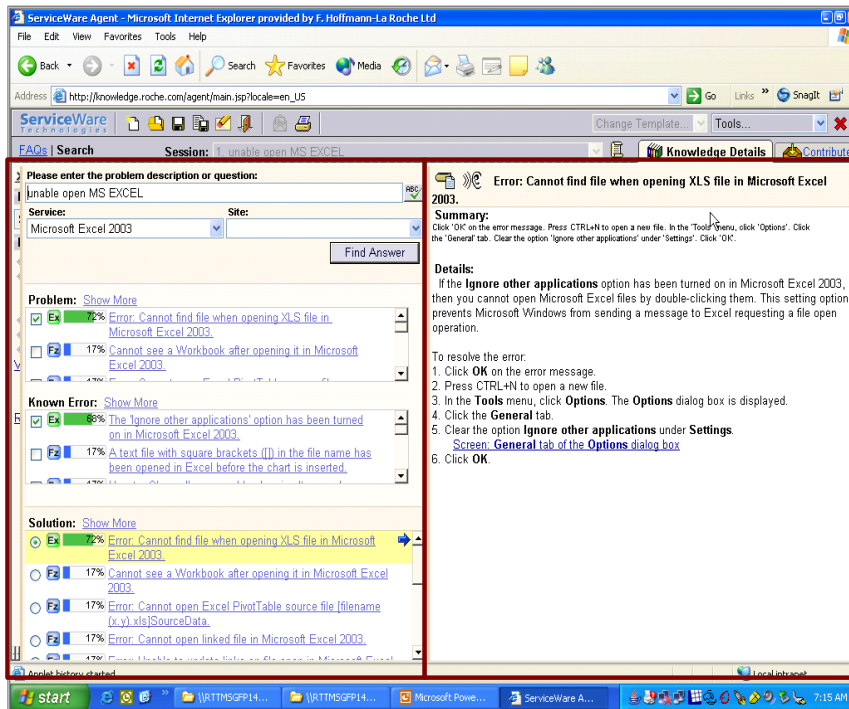 ServiceWare Agent - Microsoft Internet Explorer provided by F. Hoffmann-La Roche Ltd
File Edit View Favorites Tools Help
Back Search Favorites Media
Address http://knowledge.roche.com/agent/main.jsp?locale=en_US Go Links » SnagIt
ServiceWare
Technologies
Change Template... Tools...
FAQs | Search Session: 1. unable open MS EXCEL Knowledge Details Contribute
Please enter the problem description or question:
unable open MS EXCEL ABC
Service: Site:
Microsoft Excel 2003
Find Answer
Problem: Show More
Ex 72% Error: Cannot find file when opening XLS file in
Microsoft Excel 2003.
Fz 17% Cannot see a Workbook after opening it in Microsoft
Excel 2003.
Known Error: Show More
Ex 68% The 'Ignore other applications' option has been turned
on in Microsoft Excel 2003.
Fz 17% A text file with square brackets ([]) in the file name has
been opened in Excel before the chart is inserted.
Solution: Show More
Ex 72% Error: Cannot find file when opening XLS file in Microsoft
Excel 2003.
Fz 17% Cannot see a Workbook after opening it in Microsoft Excel
2003.
Fz 17% Error: Cannot open Excel PivotTable source file [filename
(x,y).xls]SourceData.
Fz 17% Error: Cannot open linked file in Microsoft Excel 2003.
Error: Cannot find file when opening XLS file in Microsoft Excel
2003.
Summary:
Click 'OK' on the error message. Press CTRL+N to open a new file. In the 'Tools' menu, click 'Options'. Click
the 'General' tab. Clear the option 'Ignore other applications' under 'Settings'. Click 'OK'.
Details:
If the Ignore other applications option has been turned on in Microsoft Excel 2003,
then you cannot open Microsoft Excel files by double-clicking them. This setting option
prevents Microsoft Windows from sending a message to Excel requesting a file open
operation.
To resolve the error:
1. Click OK on the error message.
2. Press CTRL+N to open a new file.
3. In the Tools menu, click Options. The Options dialog box is displayed.
4. Click the General tab.
5. Clear the option Ignore other applications under Settings.
Screen: General tab of the Options dialog box
6. Click OK.
Applet history started Local intranet
start » \\RTTMSGFP14... \\RTTMSGFP14... Microsoft Powe... ServiceWare A... 7:15 AM